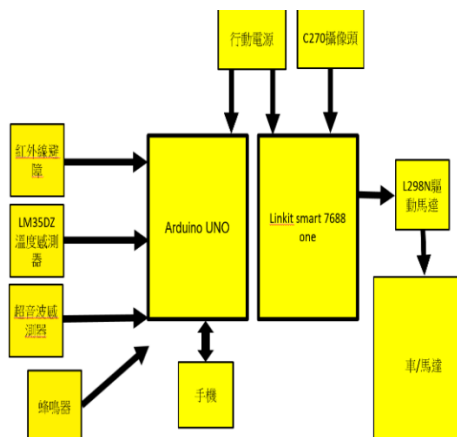 行動電源
C270攝像頭
紅外線避
障
Arduino UNO
Linkit smart 7688
one
L298N驅
動馬達
LM35DZ
溫度感測
器
超音波感
測器
車/馬達
手機
蜂鳴器